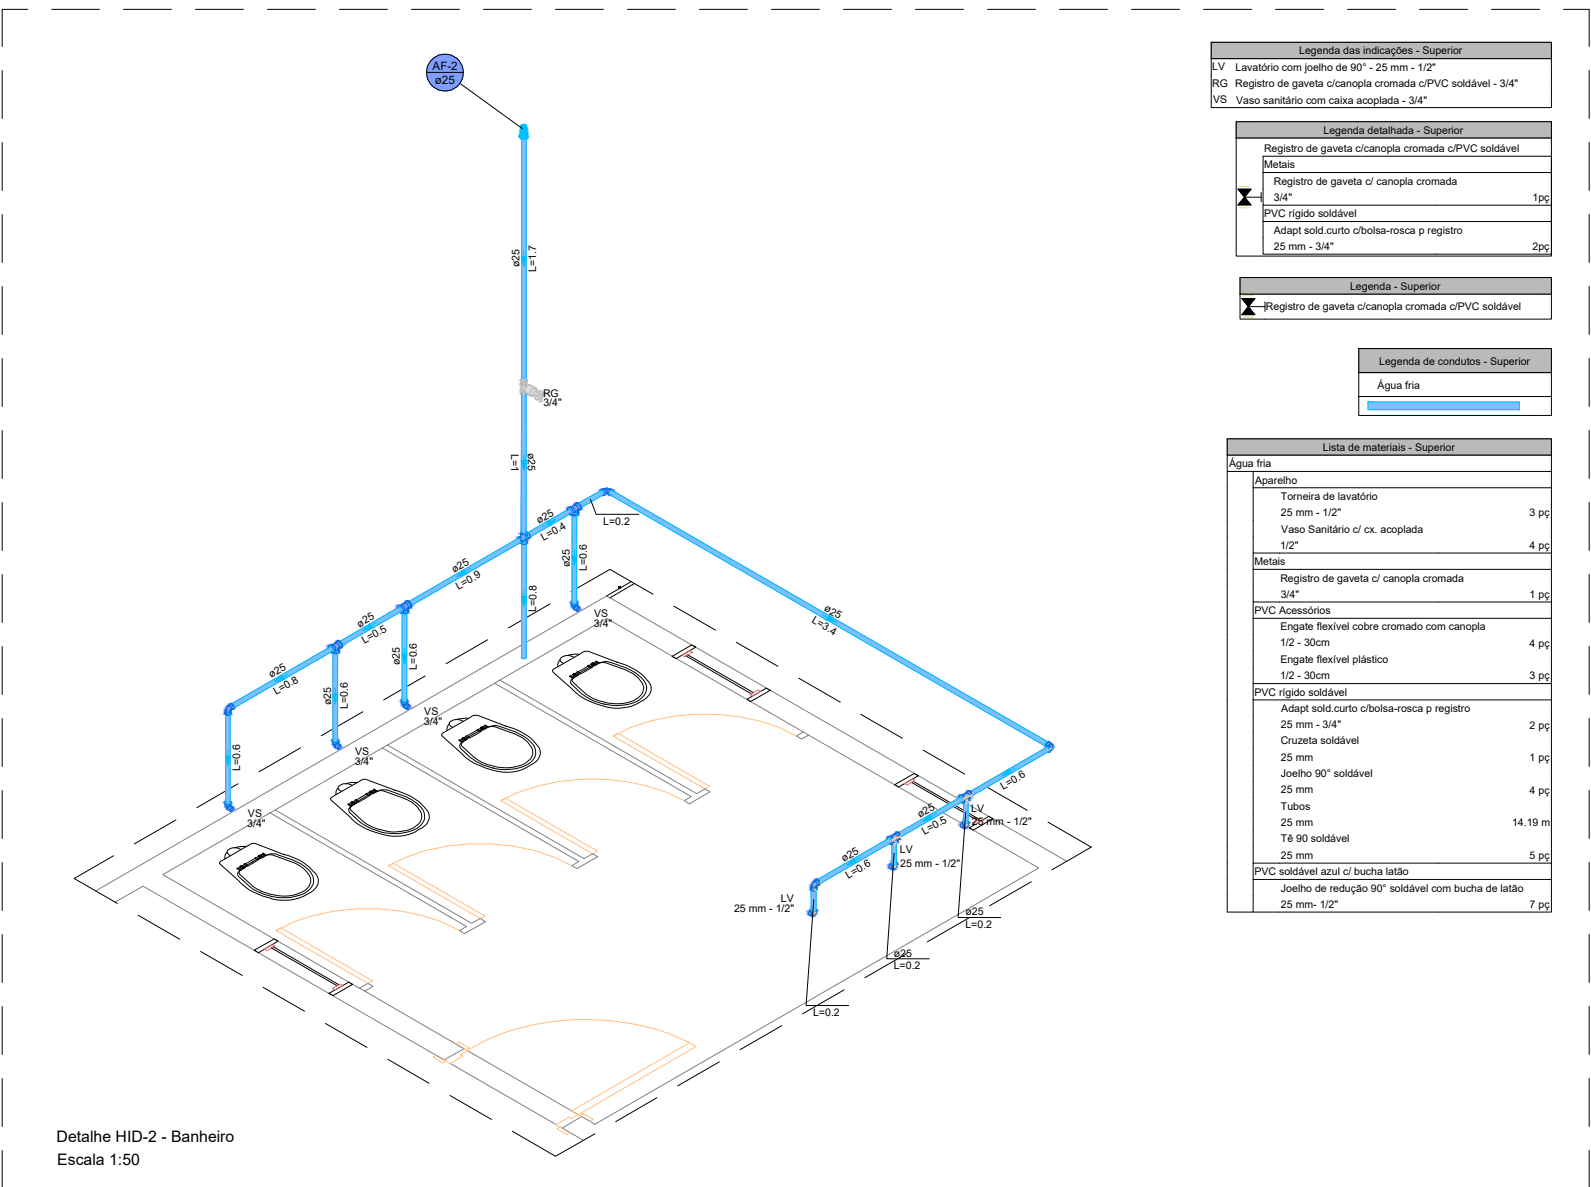 AF-2
ø25
ø25
L=1.7
RG
3/4"
L=1
ø25
L=0.2
ø25
L=0.4
ø25
L=0.6
ø25
L=0.9
L=0.8
VS
3/4"
ø25
L=0.5
ø25
L=0.6
ø25
L=3.4
ø25
L=0.8
ø25
L=0.6
VS
3/4"
L=0.6
VS
3/4"
VS
3/4"
L=0.6
ø25
L=0.5
LV
25 mm - 1/2"
ø25
L=0.6
LV
25 mm - 1/2"
LV
25 mm - 1/2"
ø25
L=0.2
ø25
L=0.2
L=0.2
Detalhe HID-2 - Banheiro
Escala 1:50
Legenda das indicações - Superior
LV Lavatório com joelho de 90° - 25 mm - 1/2"
RG Registro de gaveta c/canopla cromada c/PVC soldável - 3/4"
VS Vaso sanitário com caixa acoplada - 3/4"
Legenda detalhada - Superior
Registro de gaveta c/canopla cromada c/PVC soldável
Metais
Registro de gaveta c/ canopla cromada
3/4" 1pç
PVC rígido soldável
Adapt sold.curto c/bolsa-rosca p registro
25 mm - 3/4" 2pç
Legenda - Superior
Registro de gaveta c/canopla cromada c/PVC soldável
Legenda de condutos - Superior
Água fria
Lista de materiais - Superior
Água fria
Aparelho
Torneira de lavatório
25 mm - 1/2" 3 pç
Vaso Sanitário c/ cx. acoplada
1/2" 4 pç
Metais
Registro de gaveta c/ canopla cromada
3/4" 1 pç
PVC Acessórios
Engate flexível cobre cromado com canopla
1/2 - 30cm 4 pç
Engate flexível plástico
1/2 - 30cm 3 pç
PVC rígido soldável
Adapt sold.curto c/bolsa-rosca p registro
25 mm - 3/4" 2 pç
Cruzeta soldável
25 mm 1 pç
Joelho 90° soldável
25 mm 4 pç
Tubos
25 mm 14.19 m
Tê 90 soldável
25 mm 5 pç
PVC soldável azul c/ bucha latão
Joelho de redução 90° soldável com bucha de latão
25 mm- 1/2" 7 pç